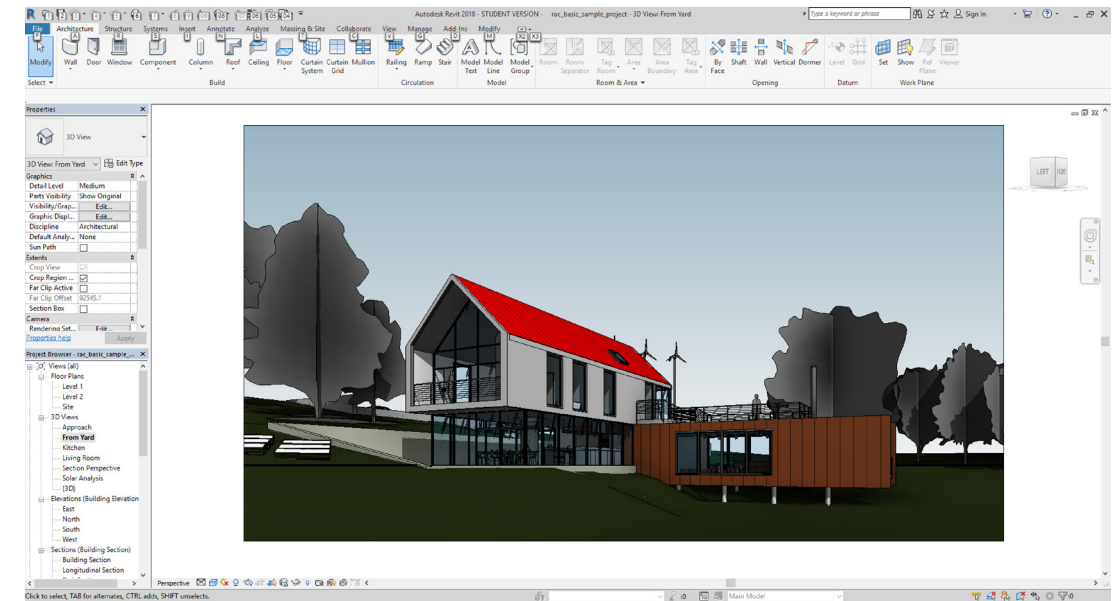 Autodesk Revit 2018 - STUDENT VERSION - rac_basic_sample_project - 3D View: From Yard
Type a keyword or phrase
Sign In
File Architecture Structure Systems Insert Annotate Analyze Massing & Site Collaborate View Manage Add-Ins Modify
Modify Wall Door Window Component Column Roof Ceiling Floor Curtain System Curtain Grid Mullion Railing Ramp Stair Model Text Model Line Model Group Room Room Separator Tag Room Area Area Boundary Tag Area By Face Shaft Wall Vertical Dormer Level Grid Set Show Ref Plane Viewer
Select Build Circulation Model Room & Area Opening Datum Work Plane
Properties
3D View
3D View: From Yard Edit Type
Graphics
Detail Level Medium
Parts Visibility Show Original
Visibility/Grap... Edit...
Graphic Displ... Edit...
Discipline Architectural
Default Analy... None
Sun Path
Extents
Crop View
Crop Region ...
Far Clip Active
Far Clip Offset 92545.1
Section Box
Camera
Rendering Set... Edit...
Properties help Apply
Project Browser - rac_basic_sample_...
Views (all)
Floor Plans
Level 1
Level 2
Site
3D Views
Approach
From Yard
Kitchen
Living Room
Section Perspective
Solar Analysis
{3D}
Elevations (Building Elevation
East
North
South
West
Sections (Building Section)
Building Section
Longitudinal Section
LEFT
Perspective
Click to select, TAB for alternates, CTRL adds, SHIFT unselects.
:0
Main Model
:0